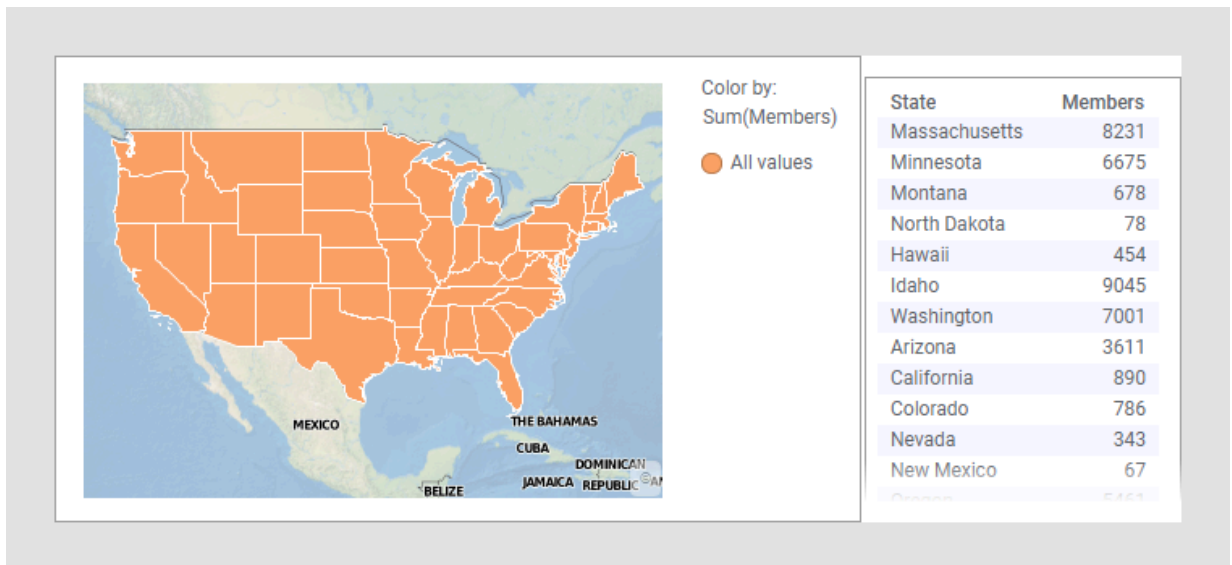 Color by:
Sum(Members)
All values
MEXICO
THE BAHAMAS
CUBA
DOMINICAN
JAMAICA REPUBLIC
BELIZE
State Members
Massachusetts 8231
Minnesota 6675
Montana 678
North Dakota 78
Hawaii 454
Idaho 9045
Washington 7001
Arizona 3611
California 890
Colorado 786
Nevada 343
New Mexico 67
Oregon 5461